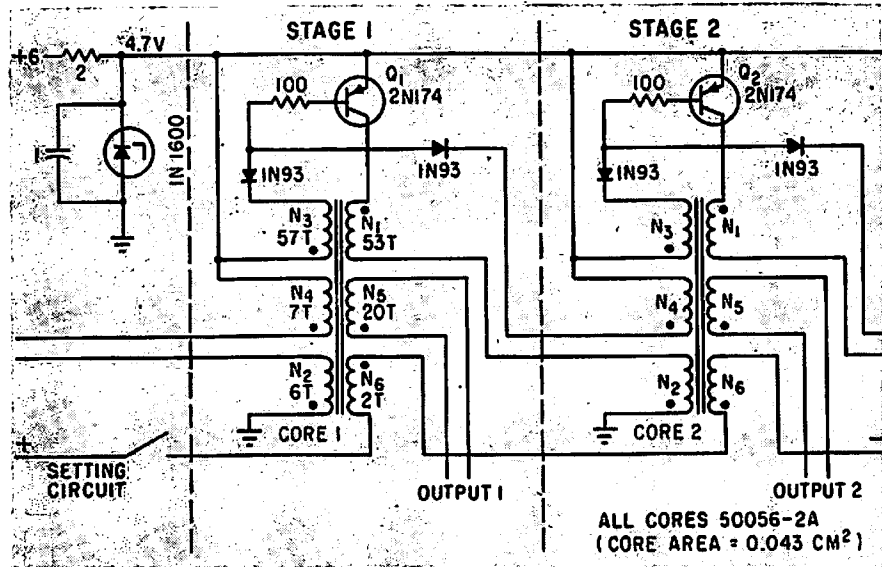 STAGE 1
STAGE 2
+6
2
4.7V
100
Q1
2N174
100
Q2
2N174
1N1600
1N93
1N93
1N93
1N93
N3
57T
N1
53T
N3
N1
N4
7T
N5
20T
N4
N5
N2
6T
N6
2T
N2
N6
CORE 1
CORE 2
+
SETTING
CIRCUIT
OUTPUT 1
OUTPUT 2
ALL CORES 50056-2A
(CORE AREA = 0.043 CM²)